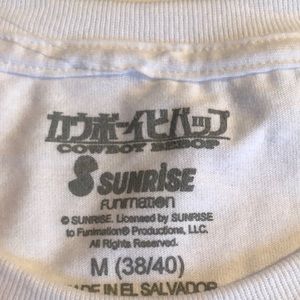 カウボーイビバップ
COWBOY BEBOP
SUNRISE
FUNimation
© SUNRISE. Licensed by SUNRISE
to Funimation® Productions, LLC.
All Rights Reserved.
M (38/40)
MADE IN EL SALVADOR